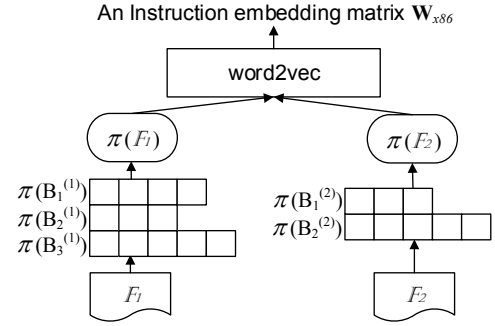 An Instruction embedding matrix W_x86
word2vec
π(F₁) π(F₂)
π(B₁⁽¹⁾)
π(B₂⁽¹⁾)
π(B₃⁽¹⁾)
π(B₁⁽²⁾)
π(B₂⁽²⁾)
F₁ F₂